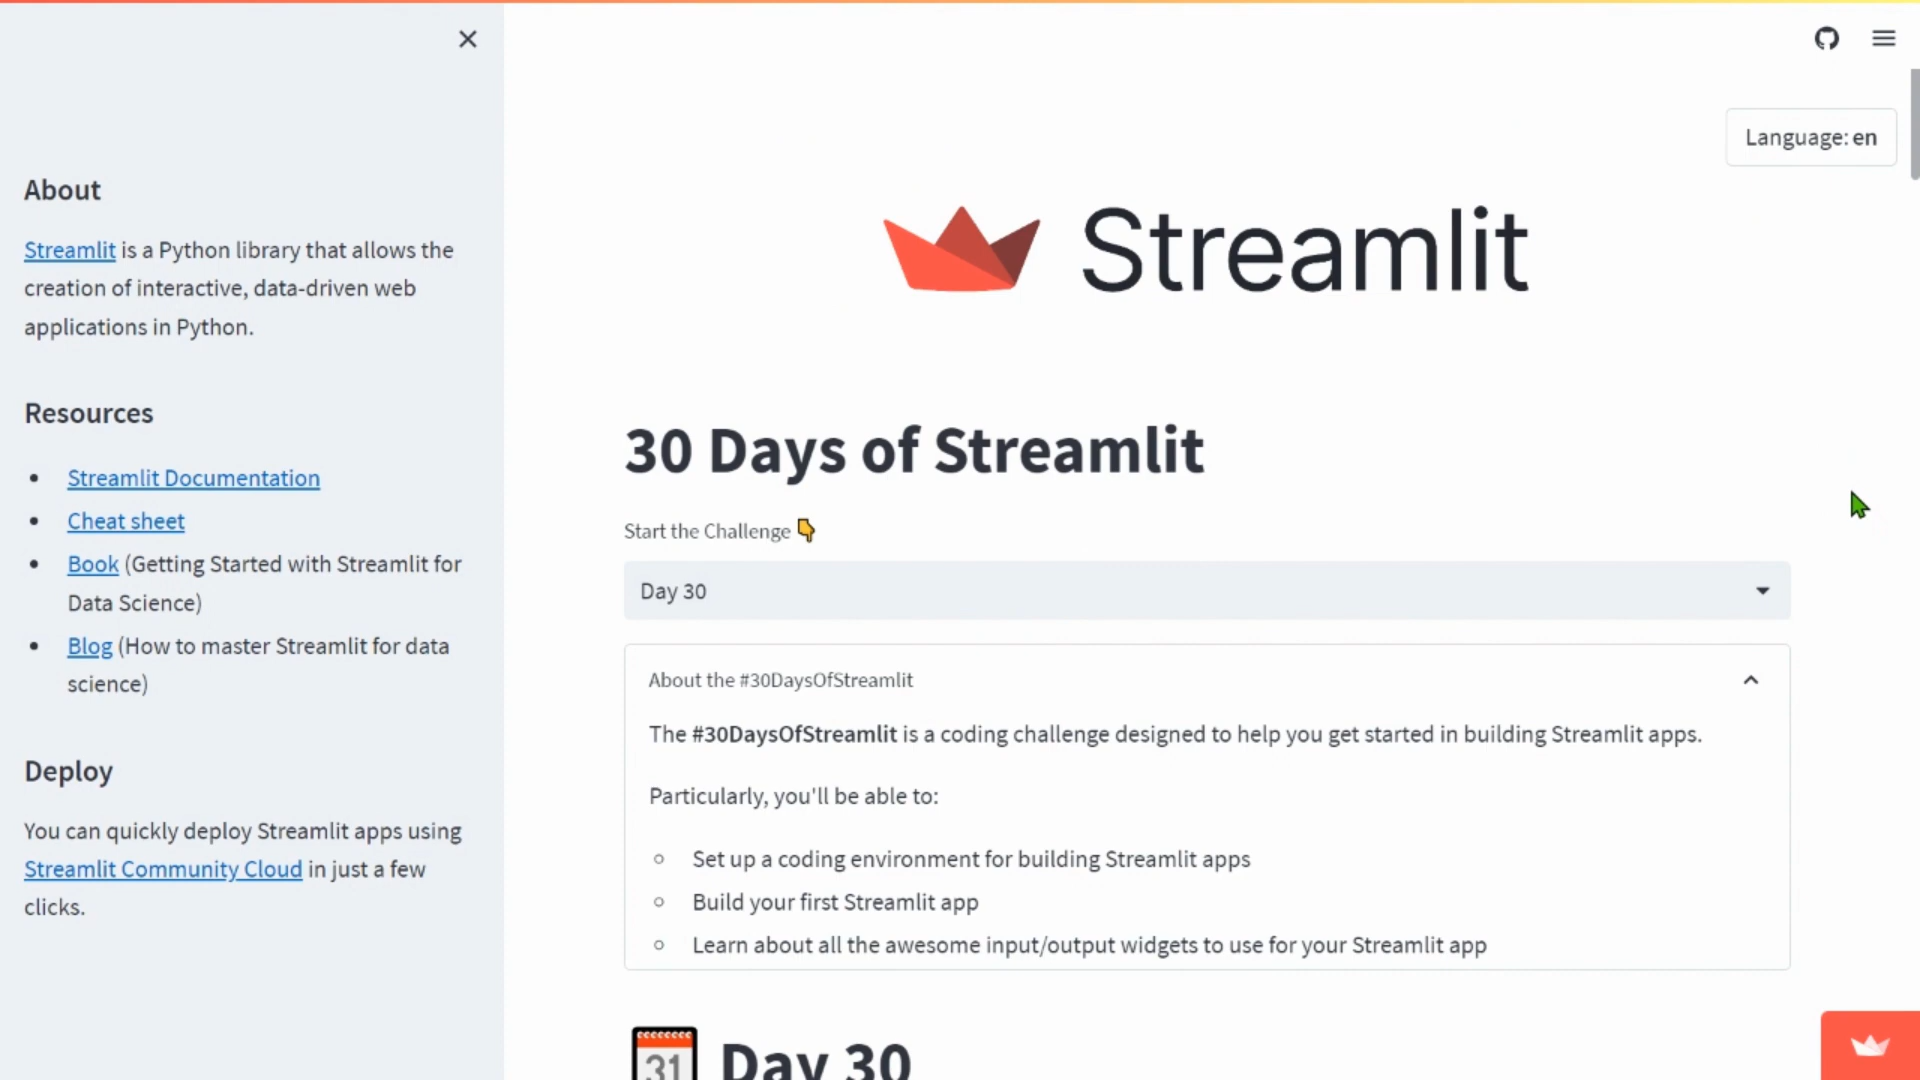 About
Streamlit is a Python library that allows the
creation of interactive, data-driven web
applications in Python.
Resources
Streamlit Documentation
Cheat sheet
Book (Getting Started with Streamlit for
Data Science)
Blog (How to master Streamlit for data
science)
Deploy
You can quickly deploy Streamlit apps using
Streamlit Community Cloud in just a few
clicks.
Language: en
Streamlit
30 Days of Streamlit
Start the Challenge
Day 30
About the #30DaysOfStreamlit
The #30DaysOfStreamlit is a coding challenge designed to help you get started in building Streamlit apps.
Particularly, you'll be able to:
Set up a coding environment for building Streamlit apps
Build your first Streamlit app
Learn about all the awesome input/output widgets to use for your Streamlit app
31
Day 30